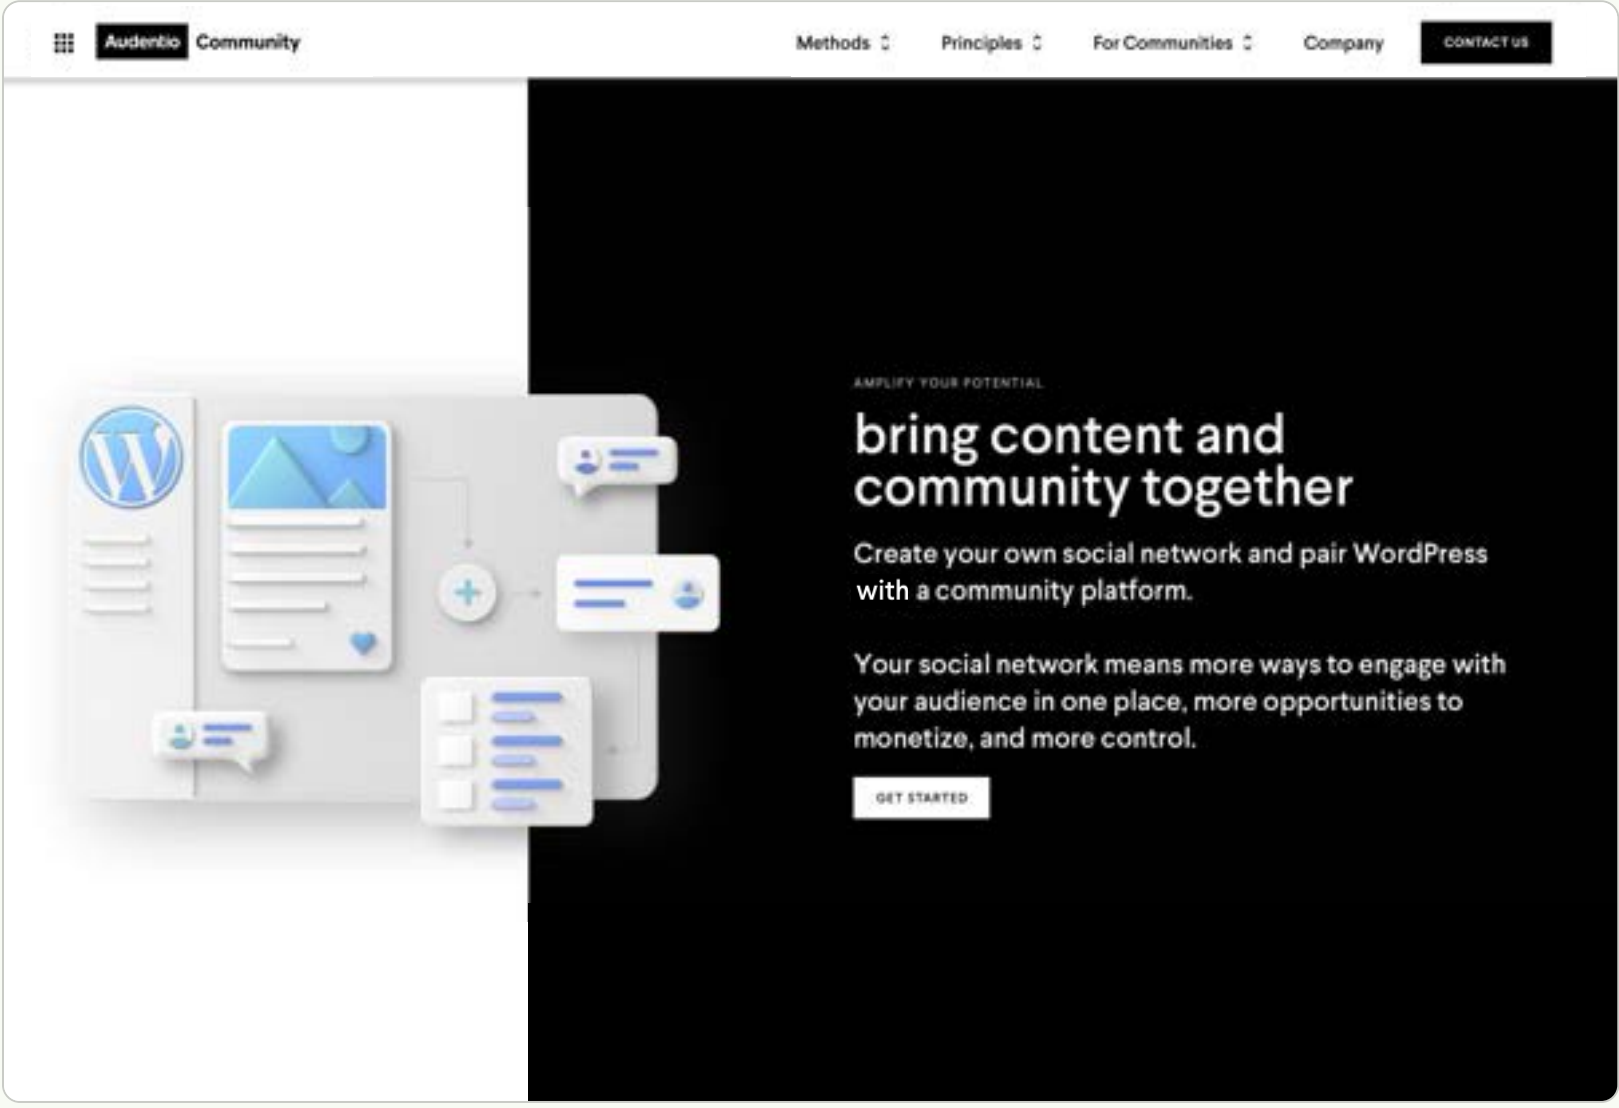 Audentio Community
Methods Principles For Communities Company CONTACT US
AMPLIFY YOUR POTENTIAL
bring content and
community together
Create your own social network and pair WordPress
with a community platform.
Your social network means more ways to engage with
your audience in one place, more opportunities to
monetize, and more control.
GET STARTED